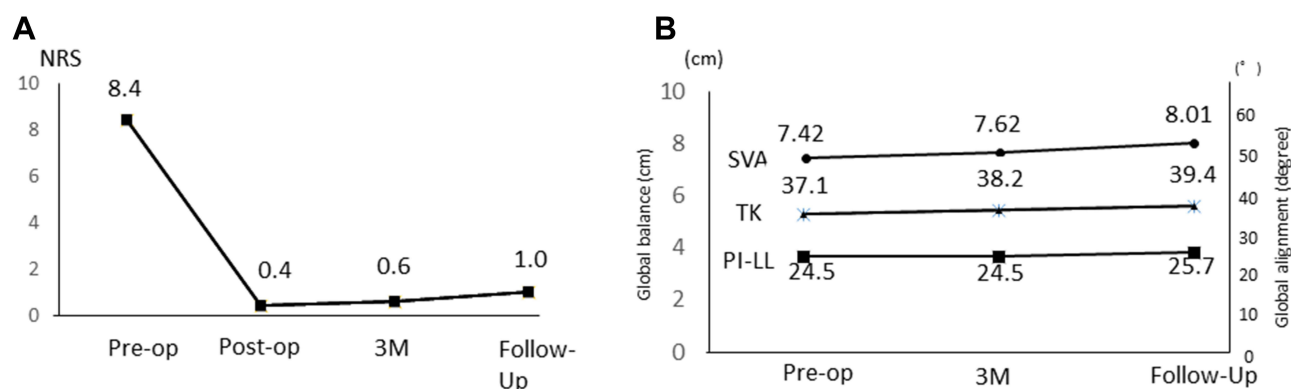 A
NRS
10
8
6
4
2
0
8.4
0.4
0.6
1.0
Pre-op
Post-op
3M
Follow-
Up
B
(cm)
(°)
Global balance(cm)
10
8
6
4
2
0
SVA
7.42
7.62
8.01
TK
37.1
38.2
39.4
PI-LL
24.5
24.5
25.7
60
50
40
30
20
10
0
Global alignment (degree)
Pre-op
3M
Follow-Up